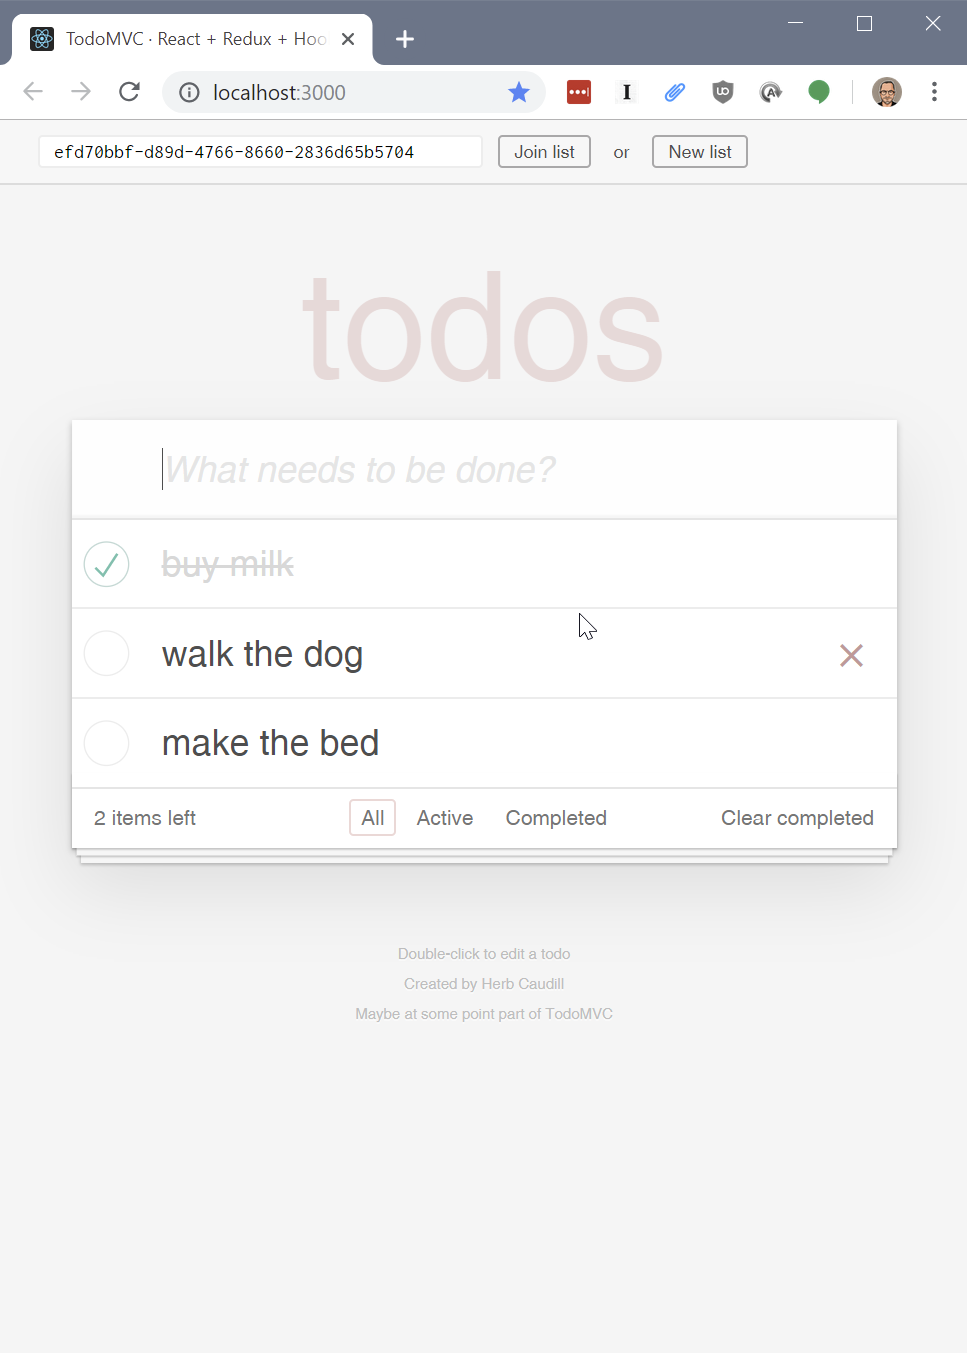 TodoMVC · React + Redux + Hoo
localhost:3000
efd70bbf-d89d-4766-8660-2836d65b5704 Join list or New list
todos
What needs to be done?
buy milk
walk the dog
make the bed
2 items left All Active Completed Clear completed
Double-click to edit a todo
Created by Herb Caudill
Maybe at some point part of TodoMVC